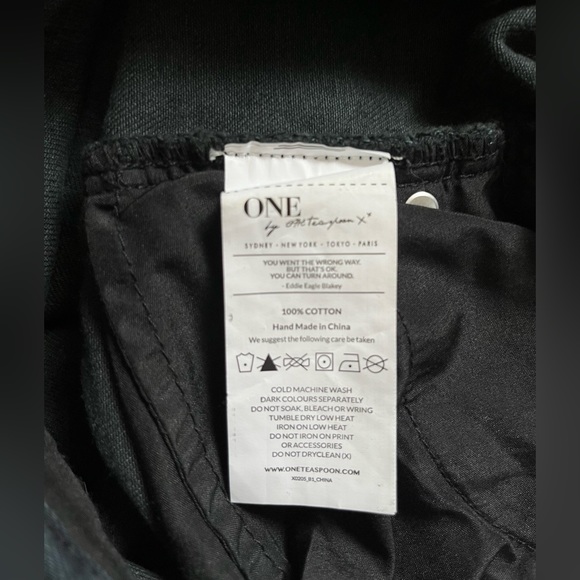 ONE
by One Teaspoon X
SYDNEY - NEW YORK - TOKYO - PARIS
YOU WENT THE WRONG WAY.
BUT THAT'S OK.
YOU CAN TURN AROUND.
- Eddie Eagle Blakey
100% COTTON
Hand Made in China
We suggest the following care be taken
COLD MACHINE WASH
DARK COLOURS SEPARATELY
DO NOT SOAK, BLEACH OR WRING
TUMBLE DRY LOW HEAT
IRON ON LOW HEAT
DO NOT IRON ON PRINT
OR ACCESSORIES
DO NOT DRYCLEAN (X)
WWW.ONETEASPOON.COM
XO205_B1_CHINA